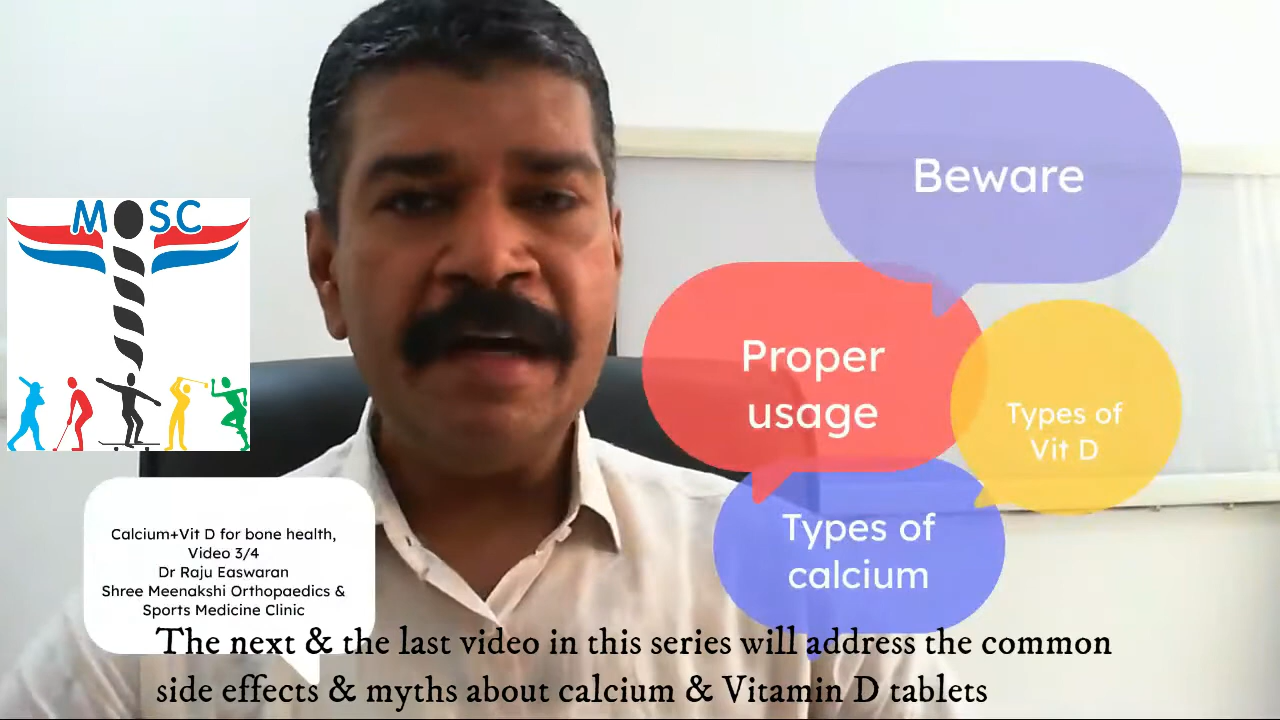 MOSC
Beware
Proper
usage
Types of
Vit D
Types of
calcium
Calcium+Vit D for bone health,
Video 3/4
Dr Raju Easwaran
Shree Meenakshi Orthopaedics &
Sports Medicine Clinic
The next & the last video in this series will address the common
side effects & myths about calcium & Vitamin D tablets